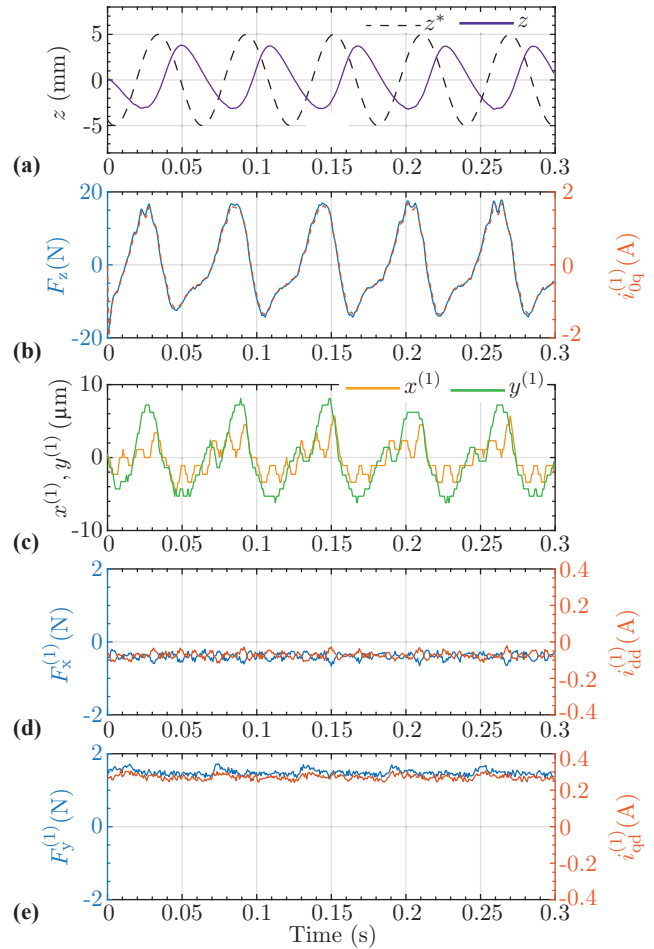 z* z
5
0
-5
z (mm)
(a)
0 0.05 0.1 0.15 0.2 0.25 0.3
20 2
0 0
-20 -2
F_z(N)
i_0q^(1)(A)
(b)
0 0.05 0.1 0.15 0.2 0.25 0.3
x^(1) y^(1)
10
0
-10
x^(1), y^(1) (μm)
(c)
0 0.05 0.1 0.15 0.2 0.25 0.3
2 0.4
0.2
0 0
-0.2
-2 -0.4
F_x^(1)(N)
i_dd^(1)(A)
(d)
0 0.05 0.1 0.15 0.2 0.25 0.3
2 0.4
0.2
0 0
-0.2
-2 -0.4
F_y^(1)(N)
i_qd^(1)(A)
(e)
0 0.05 0.1 0.15 0.2 0.25 0.3
Time (s)